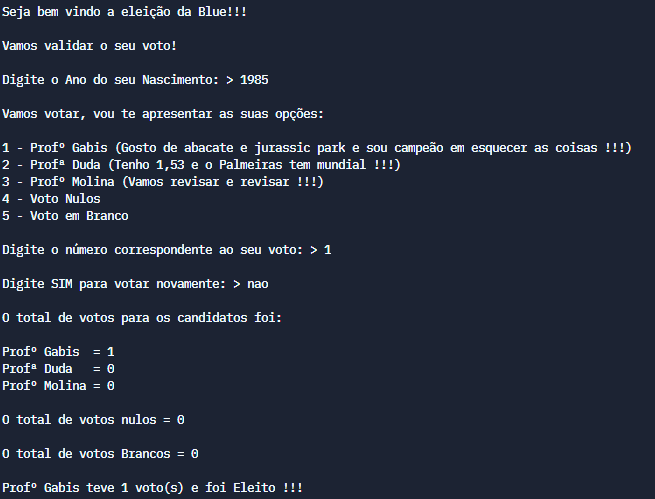 Seja bem vindo a eleição da Blue!!!
Vamos validar o seu voto!
Digite o Ano do seu Nascimento: > 1985
Vamos votar, vou te apresentar as suas opções:
1 - Profº Gabis (Gosto de abacate e jurassic park e sou campeão em esquecer as coisas !!!)
2 - Profª Duda (Tenho 1,53 e o Palmeiras tem mundial !!!)
3 - Profº Molina (Vamos revisar e revisar !!!)
4 - Voto Nulos
5 - Voto em Branco
Digite o número correspondente ao seu voto: > 1
Digite SIM para votar novamente: > nao
O total de votos para os candidatos foi:
Profº Gabis  = 1
Profª Duda   = 0
Profº Molina = 0
O total de votos nulos = 0
O total de votos Brancos = 0
Profº Gabis teve 1 voto(s) e foi Eleito !!!